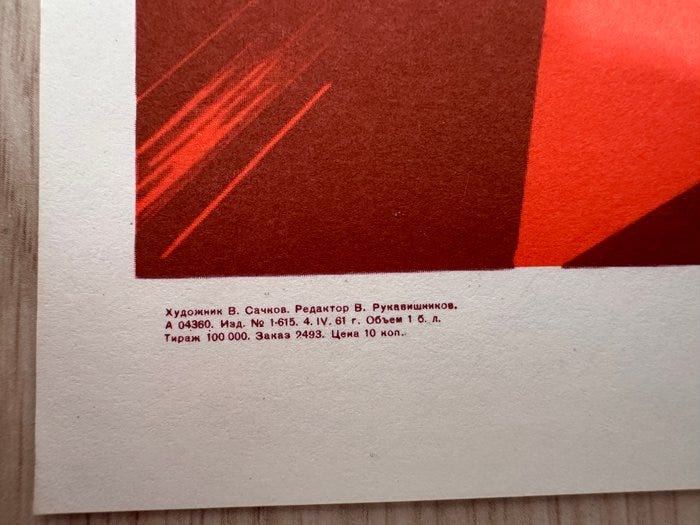 Художник В. Сачков. Редактор В. Рукавишников.
А 04360. Изд. № 1-615. 4. IV. 61 г. Объем 1 б. л.
Тираж 100 000. Заказ 2493. Цена 10 коп.